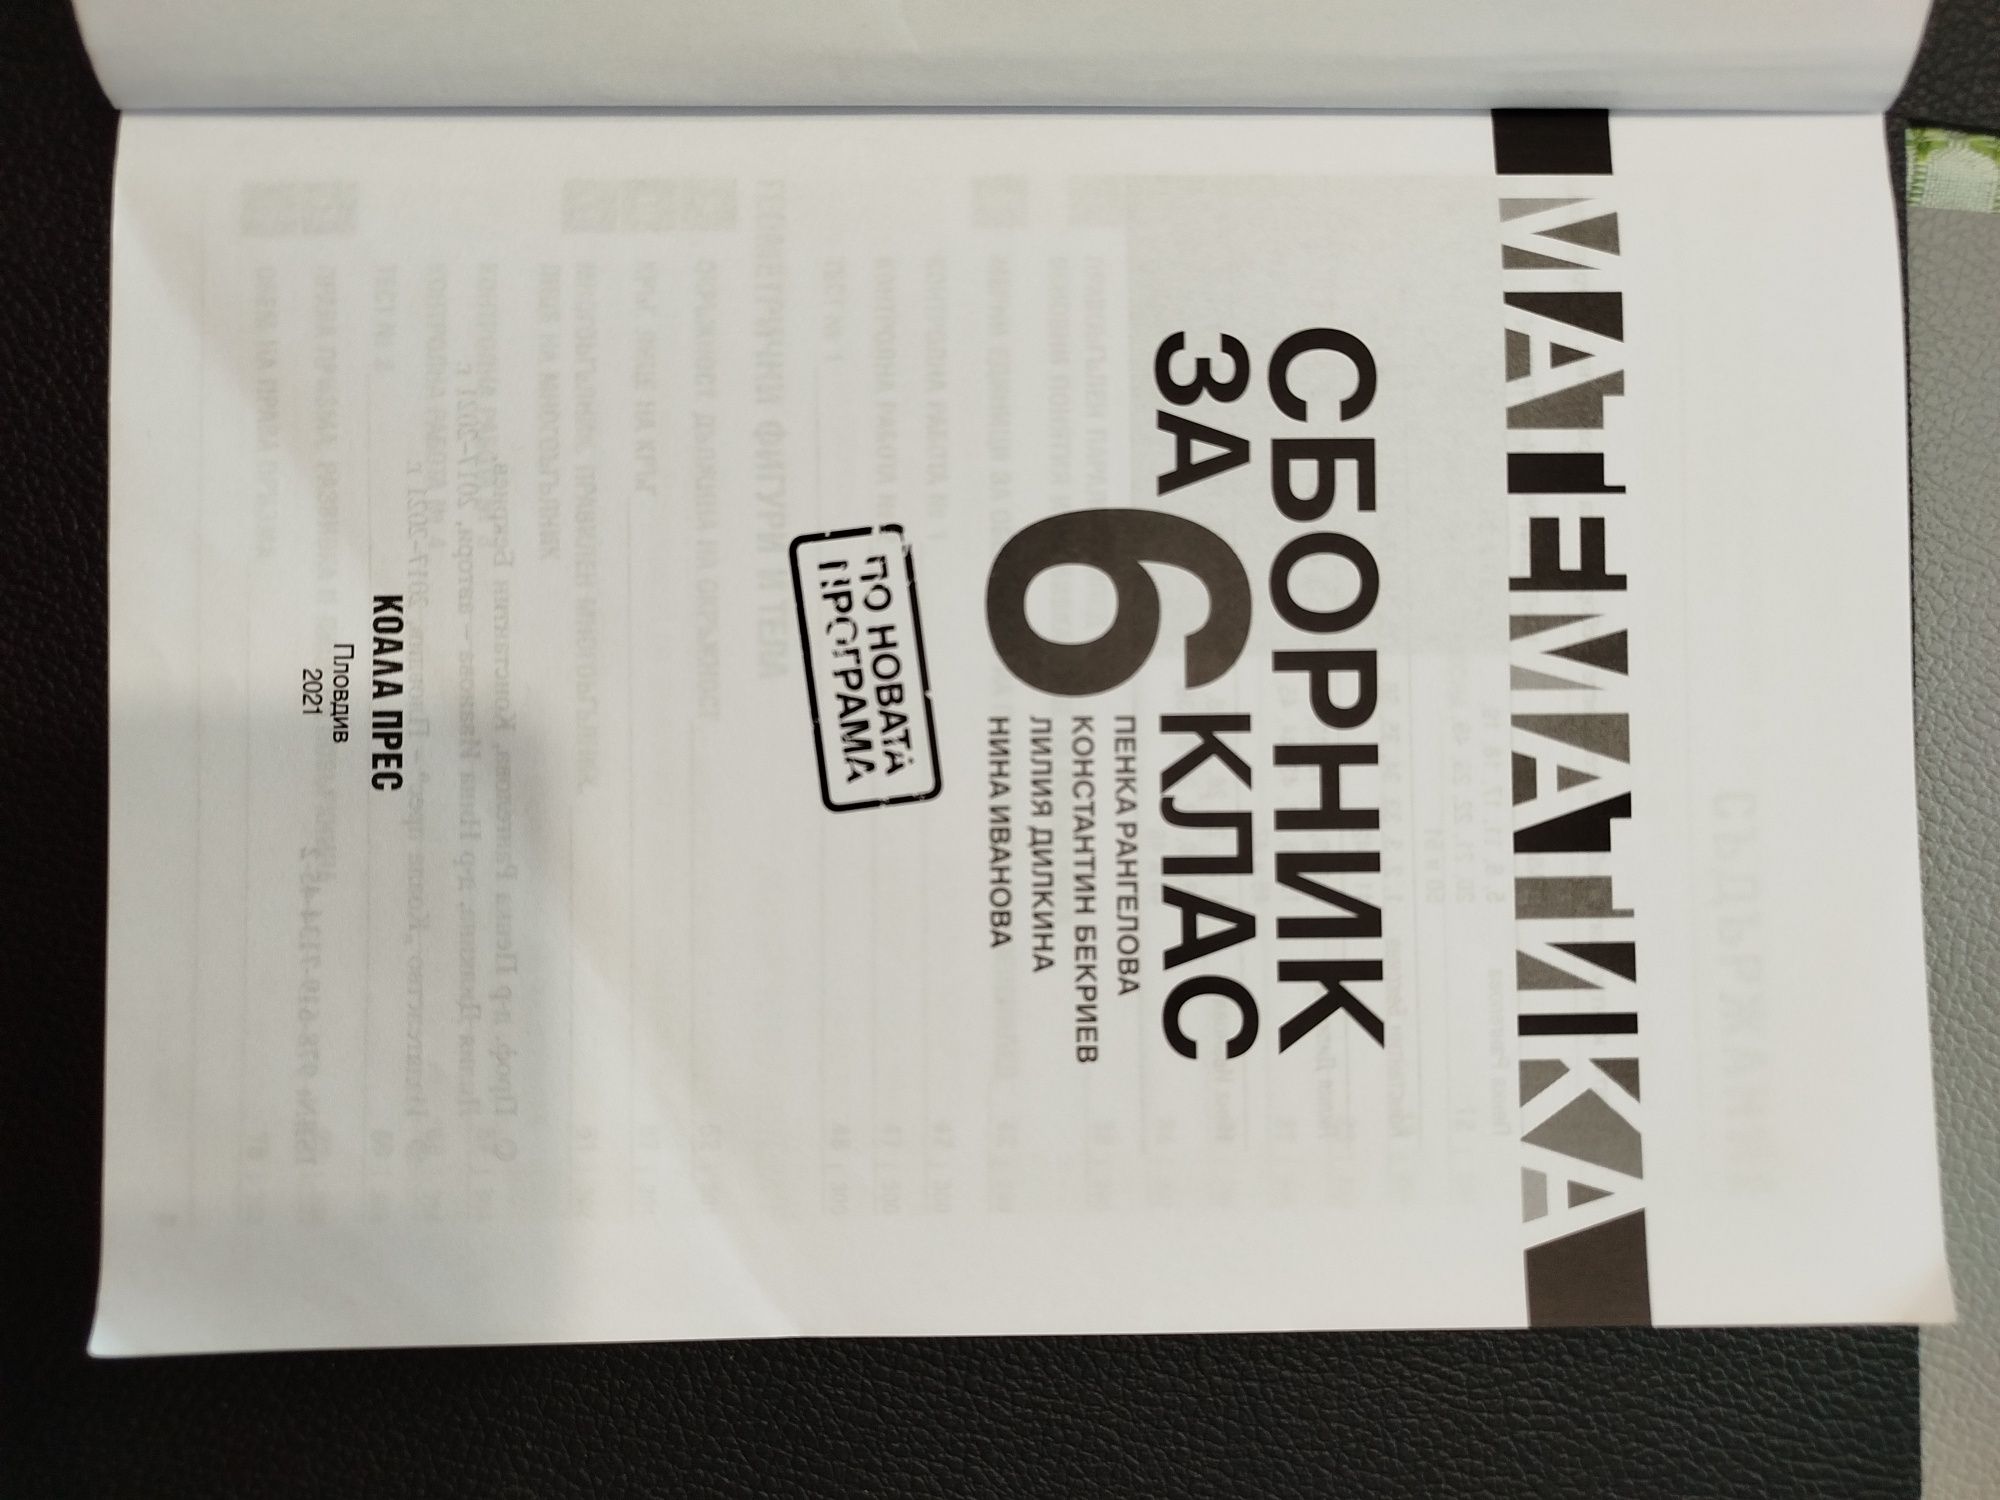 МАТЕМАТИКА
СБОРНИК
ЗА 6 КЛАС
ПЕНКА РАНГЕЛОВА
КОНСТАНТИН БЕКРИЕВ
ЛИЛИЯ ДИЛКИНА
НИНА ИВАНОВА
ПО НОВАТА
ПРОГРАМА
КОАЛА ПРЕС
Пловдив
2021